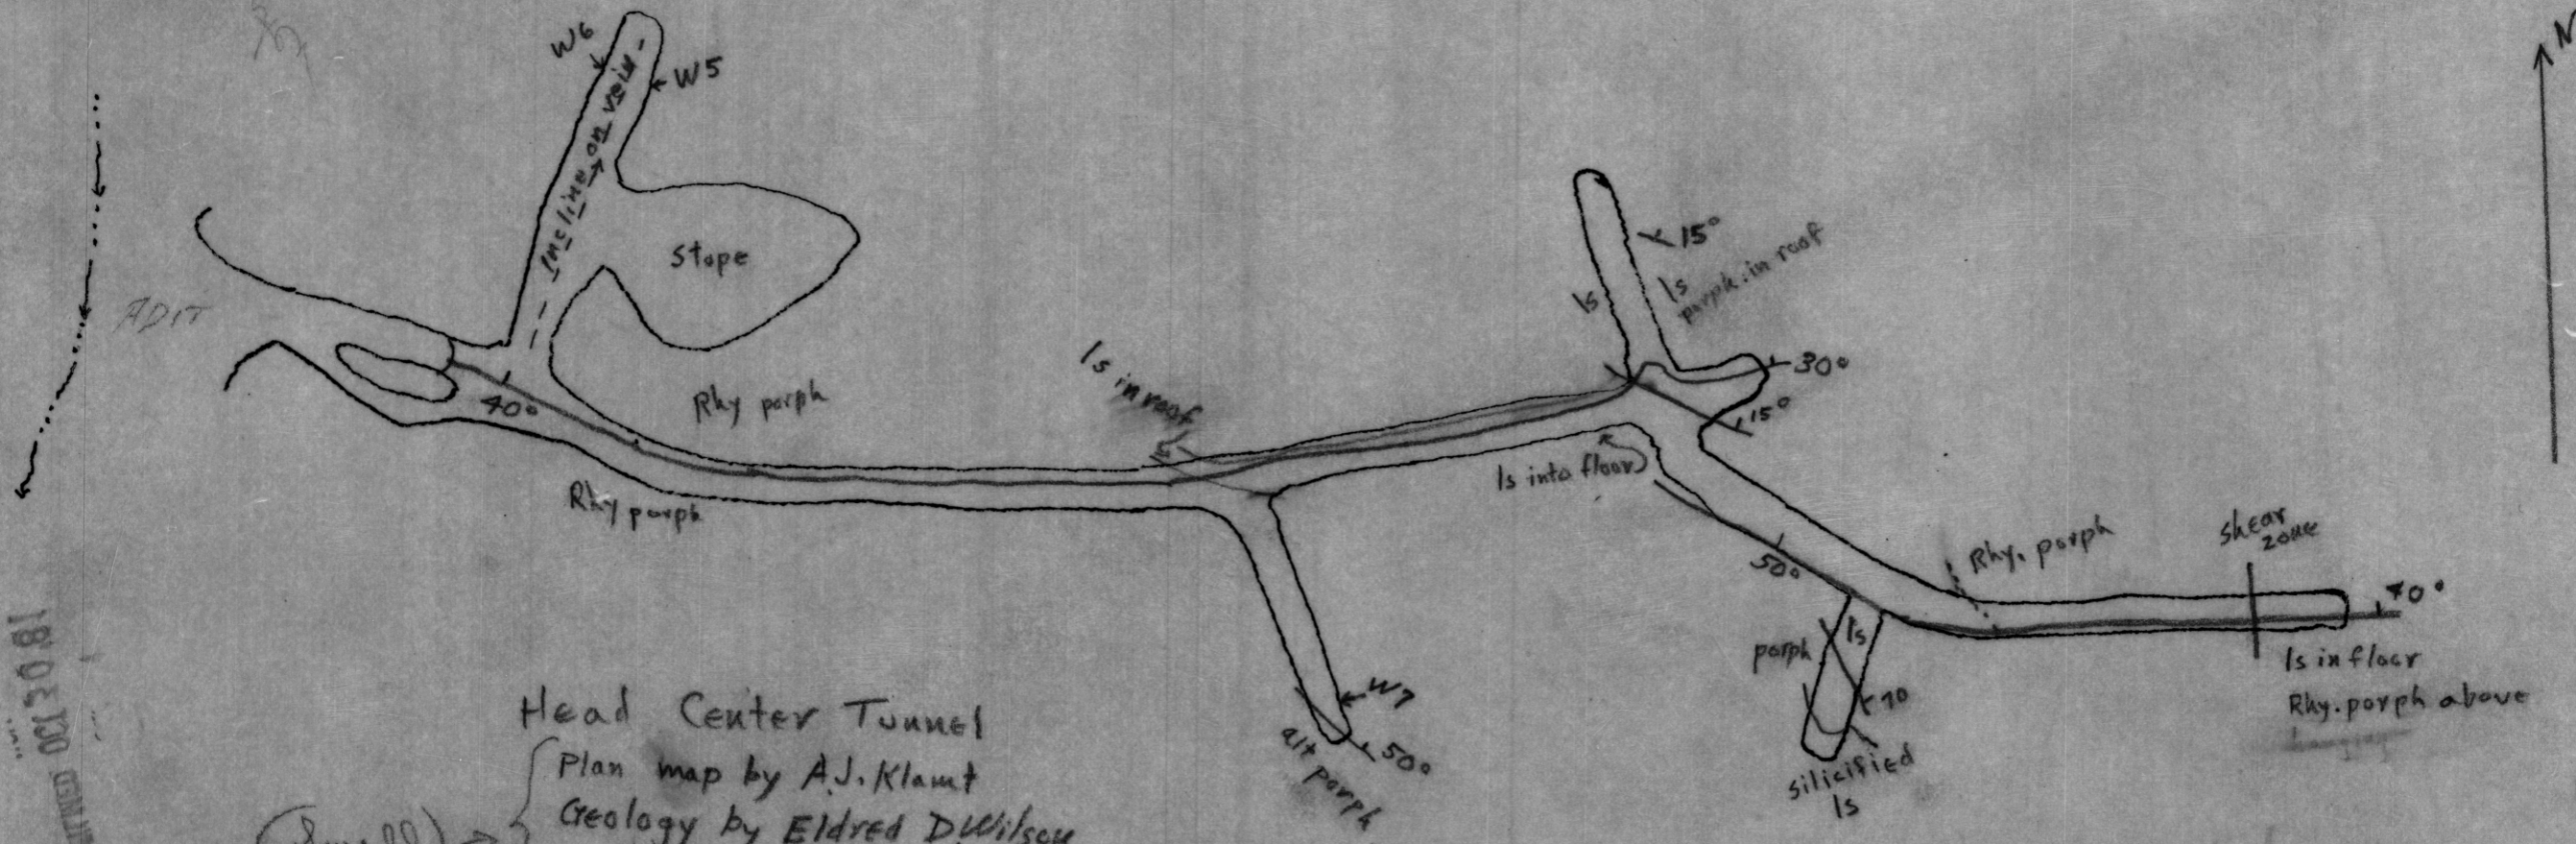 W6
W5
Incline on vein
Stope
ADIT
40°
Rhy porph
Rhy porph
ls in roof
ls
ls
porph. in roof
15°
30°
15°
ls into floor
N
50°
Rhy. porph
shear
zone
40°
ls in floor
Rhy. porph above
porph
ls
70
silicified
ls
W7
50°
alt porph
Head Center Tunnel
Plan map by A.J. Klamt
Geology by Eldred D Wilson